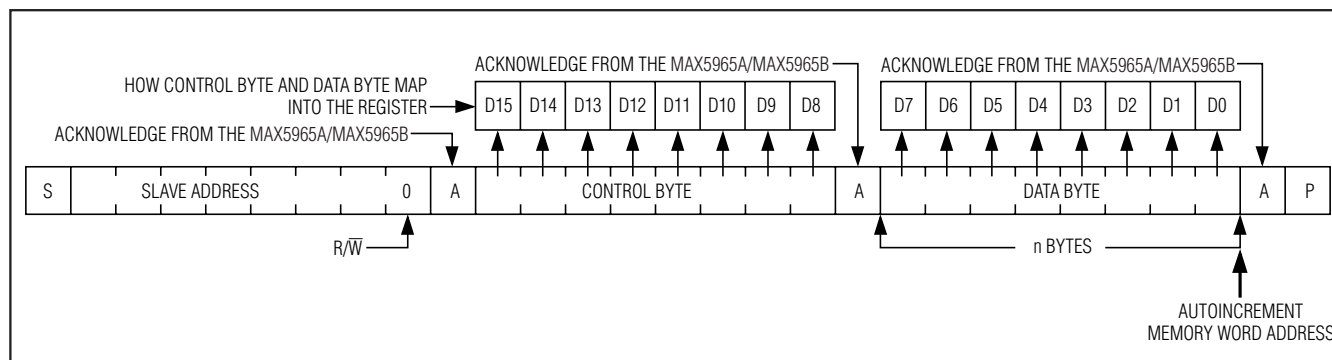 ACKNOWLEDGE FROM THE MAX5965A/MAX5965B
ACKNOWLEDGE FROM THE MAX5965A/MAX5965B
HOW CONTROL BYTE AND DATA BYTE MAP
INTO THE REGISTER
D15 D14 D13 D12 D11 D10 D9 D8
D7 D6 D5 D4 D3 D2 D1 D0
ACKNOWLEDGE FROM THE MAX5965A/MAX5965B
S SLAVE ADDRESS 0 A CONTROL BYTE A DATA BYTE A P
R/W̅
n BYTES
AUTOINCREMENT
MEMORY WORD ADDRESS